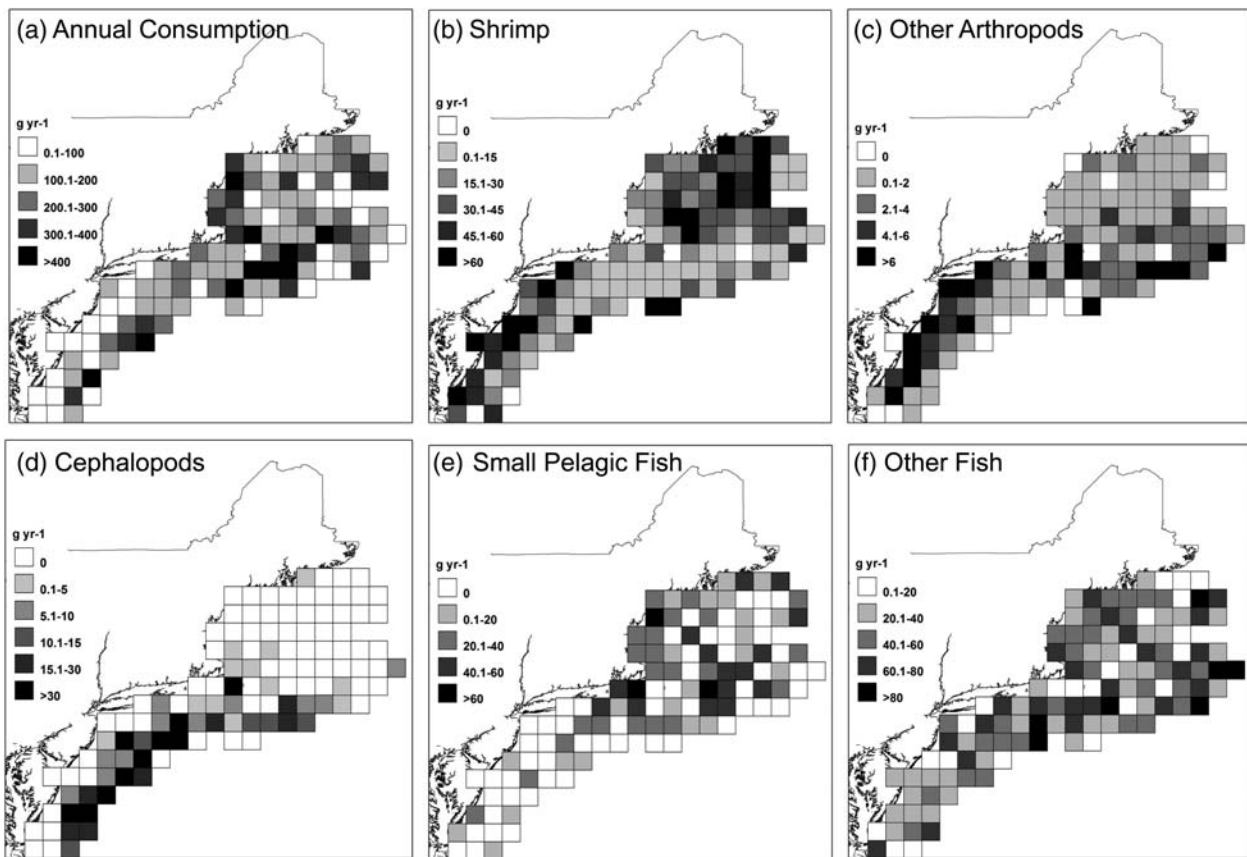 (a) Annual Consumption
g yr-1
0.1-100
100.1-200
200.1-300
300.1-400
>400
(b) Shrimp
g yr-1
0
0.1-15
15.1-30
30.1-45
45.1-60
>60
(c) Other Arthropods
g yr-1
0
0.1-2
2.1-4
4.1-6
>6
(d) Cephalopods
g yr-1
0
0.1-5
5.1-10
10.1-15
15.1-30
>30
(e) Small Pelagic Fish
g yr-1
0
0.1-20
20.1-40
40.1-60
>60
(f) Other Fish
g yr-1
0.1-20
20.1-40
40.1-60
60.1-80
>80